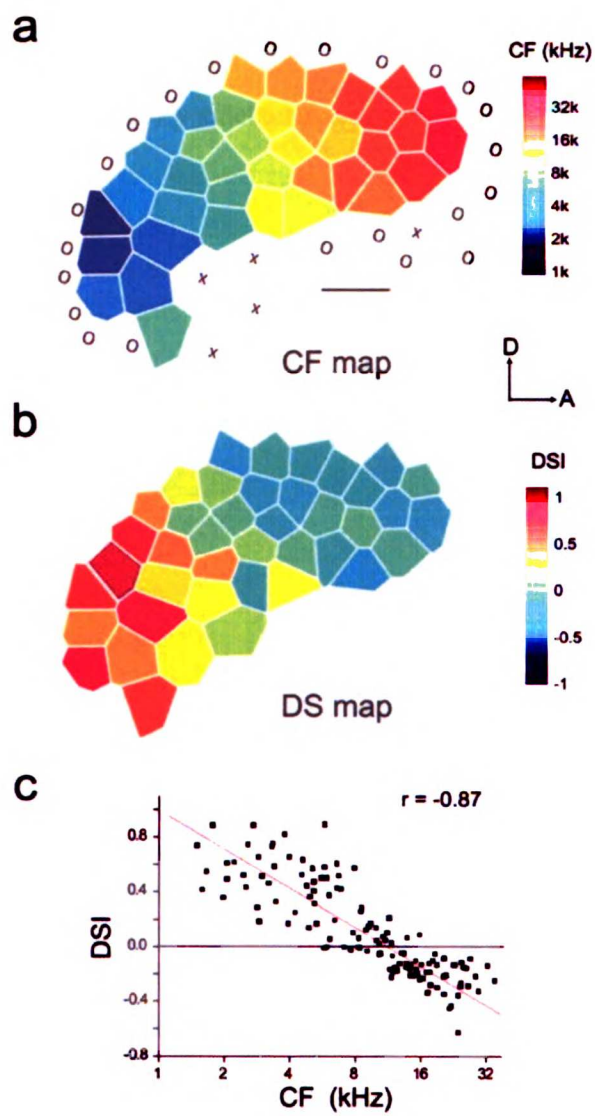 a
CF (kHz)
32k
16k
8k
4k
2k
1k
o o o o o o o o o o o o o o o o o o o o o o
x x x x x
CF map
D
A
b
DSI
1
0.5
0
-0.5
-1
DS map
c
r = -0.87
DSI
0.8
0.4
0.0
-0.4
-0.8
1 2 4 8 16 32
CF (kHz)